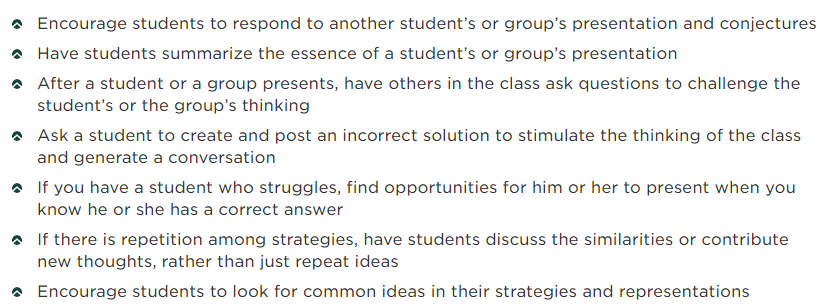 Encourage students to respond to another student’s or group’s presentation and conjectures
Have students summarize the essence of a student’s or group’s presentation
After a student or a group presents, have others in the class ask questions to challenge the
student’s or the group’s thinking
Ask a student to create and post an incorrect solution to stimulate the thinking of the class
and generate a conversation
If you have a student who struggles, find opportunities for him or her to present when you
know he or she has a correct answer
If there is repetition among strategies, have students discuss the similarities or contribute
new thoughts, rather than just repeat ideas
Encourage students to look for common ideas in their strategies and representations